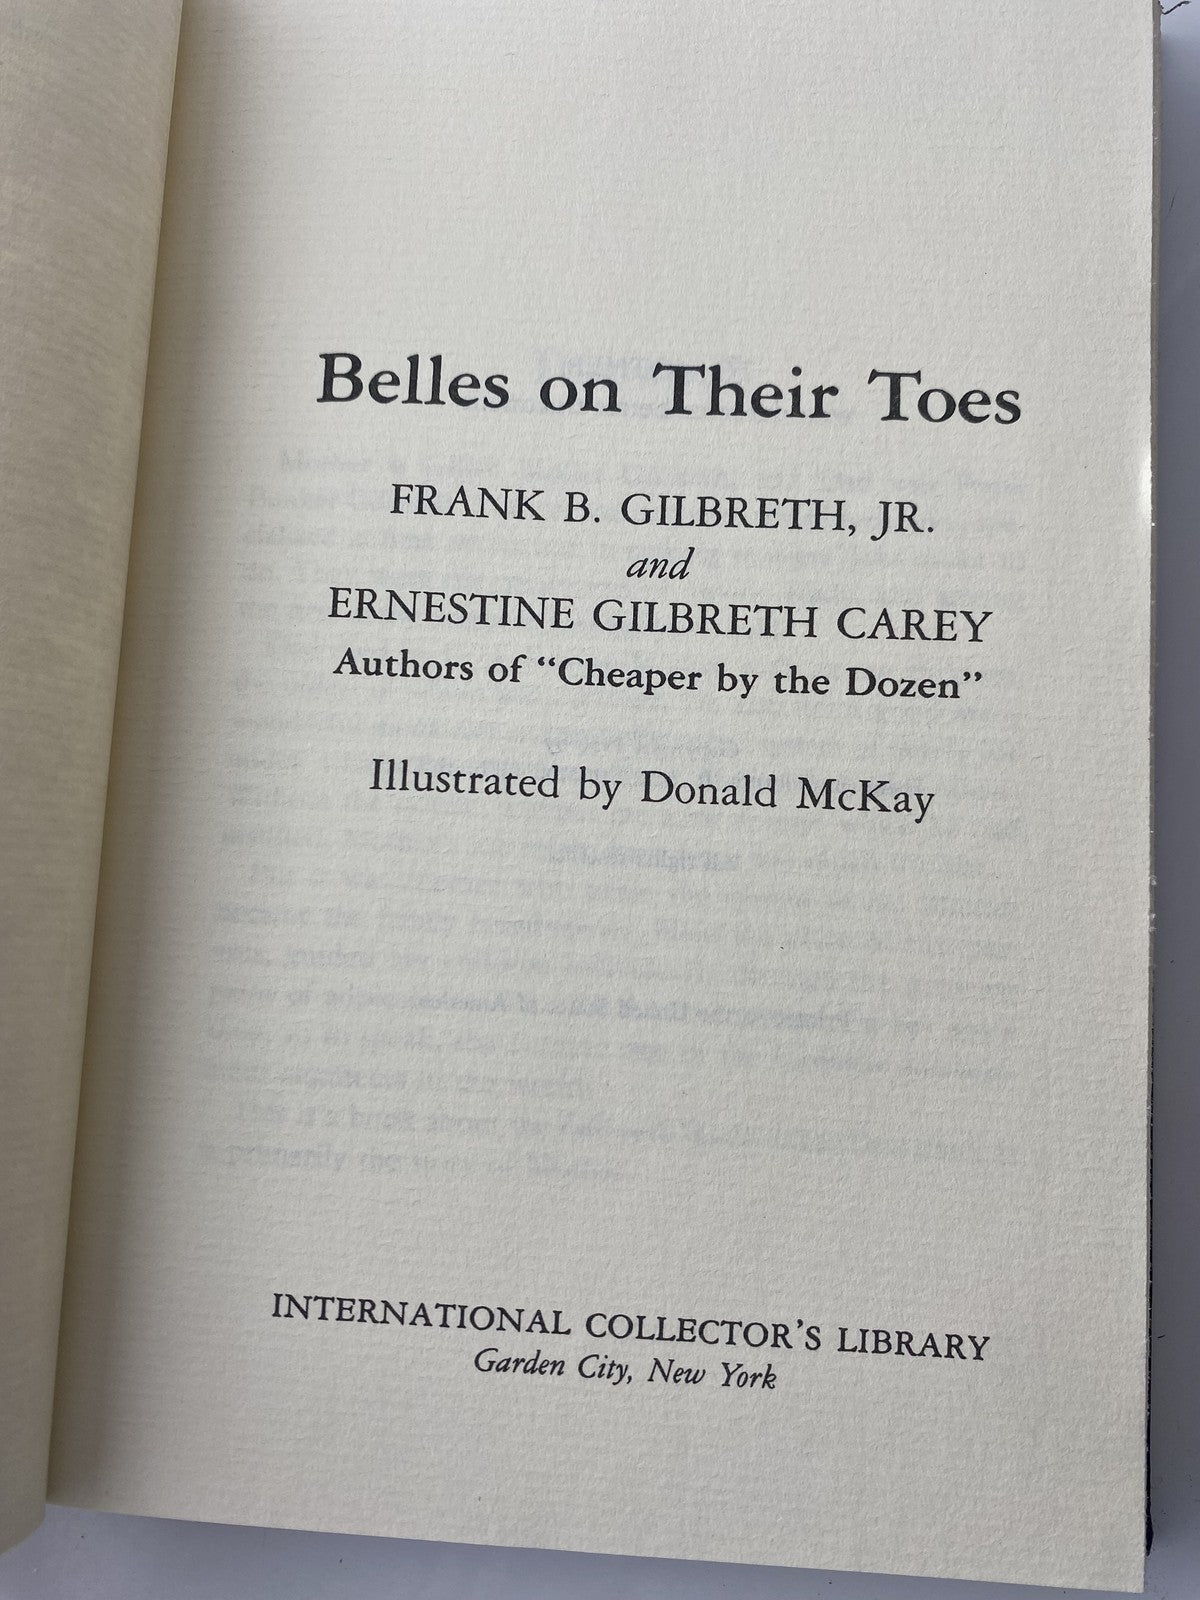 Belles on Their Toes
FRANK B. GILBRETH, JR.
and
ERNESTINE GILBRETH CAREY
Authors of “Cheaper by the Dozen”
Illustrated by Donald McKay
INTERNATIONAL COLLECTOR’S LIBRARY
Garden City, New York